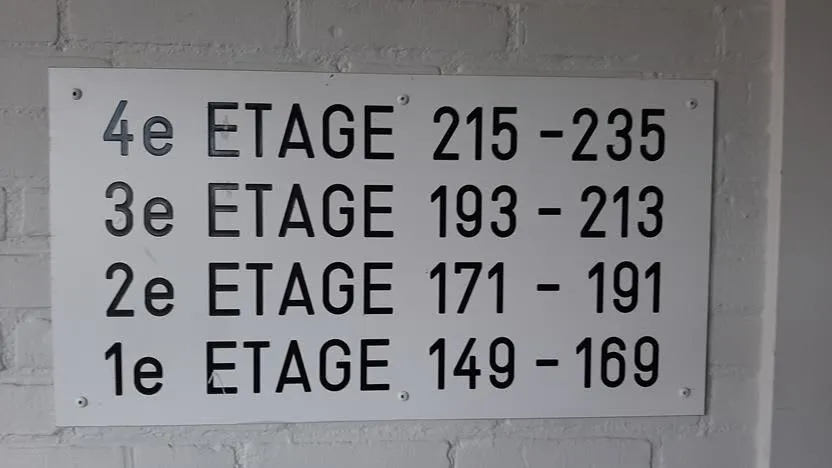 4e ETAGE 215 - 235
3e ETAGE 193 - 213
2e ETAGE 171 - 191
1e ETAGE 149 - 169